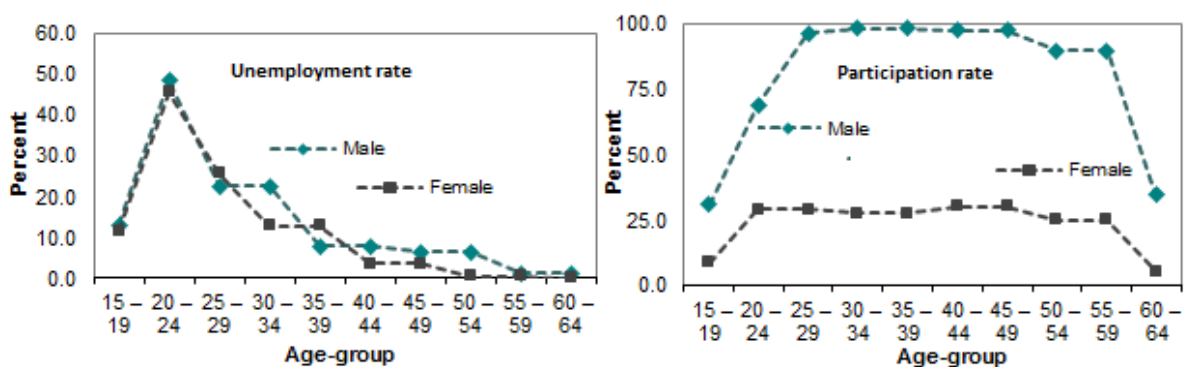 60.0
50.0
40.0
30.0
20.0
10.0
0.0
Percent
Unemployment rate
Male
Female
15 – 20 – 25 – 30 – 35 – 40 – 45 – 50 – 55 – 60 –
19 24 29 34 39 44 49 54 59 64
Age-group
100.0
75.0
50.0
25.0
0.0
Percent
Participation rate
Male
Female
15 – 20 – 25 – 30 – 35 – 40 – 45 – 50 – 55 – 60 –
19 24 29 34 39 44 49 54 59 64
Age-group